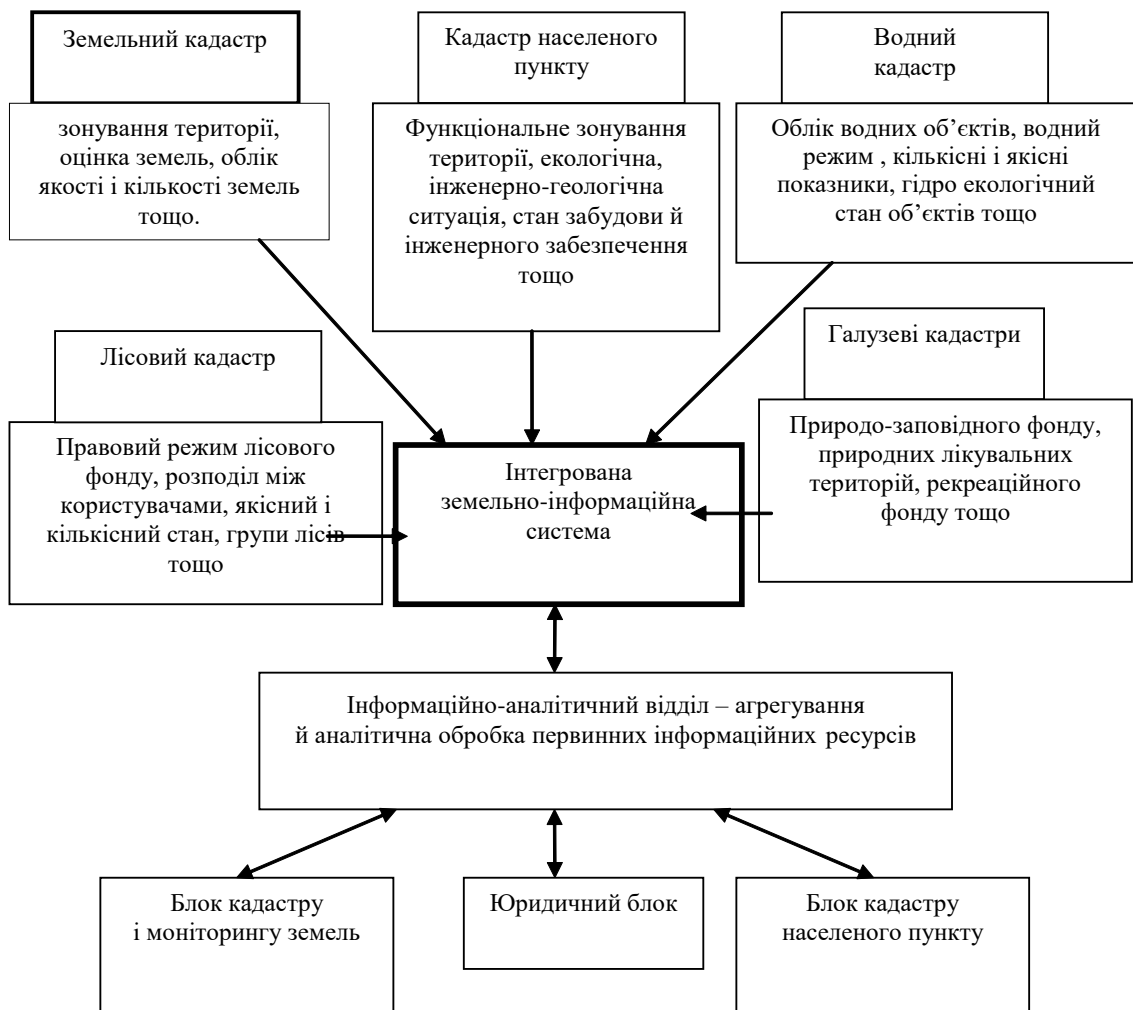 Земельний кадастр
зонування території,
оцінка земель, облік
якості і кількості земель
тощо.
Кадастр населеного
пункту
Функціональне зонування
території, екологічна,
інженерно-геологічна
ситуація, стан забудови й
інженерного забезпечення
тощо
Водний
кадастр
Облік водних об’єктів, водний
режим , кількісні і якісні
показники, гідро екологічний
стан об’єктів тощо
Лісовий кадастр
Правовий режим лісового
фонду, розподіл між
користувачами, якісний і
кількісний стан, групи лісів
тощо
Інтегрована
земельно-інформаційна
система
Галузеві кадастри
Природо-заповідного фонду,
природних лікувальних
територій, рекреаційного
фонду тощо
Інформаційно-аналітичний відділ – агрегування
й аналітична обробка первинних інформаційних ресурсів
Блок кадастру
і моніторингу земель
Юридичний блок
Блок кадастру
населеного пункту